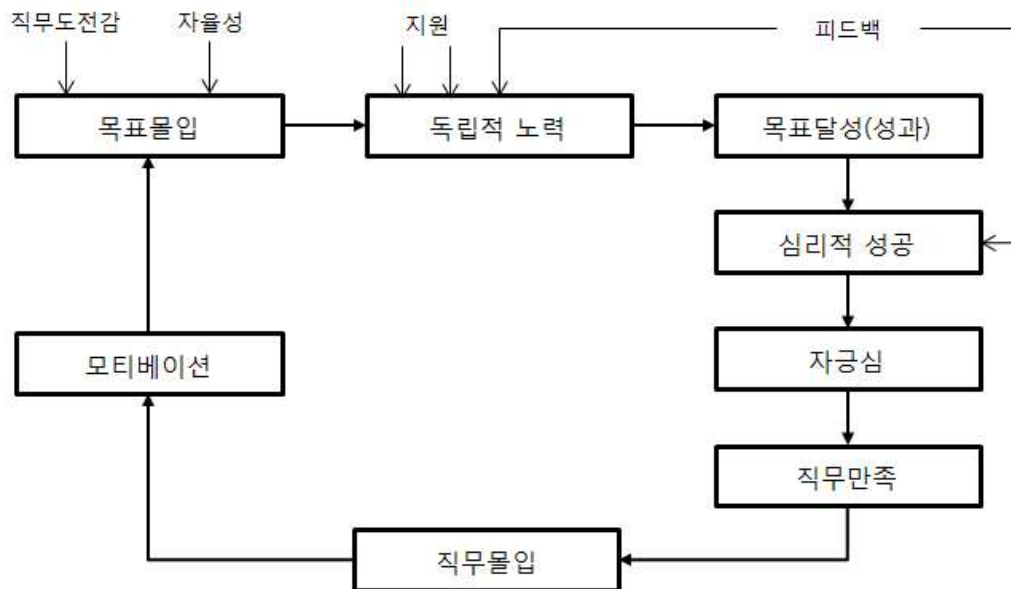 직무도전감
자율성
지원
피드백
목표몰입
독립적 노력
목표달성(성과)
심리적 성공
모티베이션
자긍심
직무만족
직무몰입